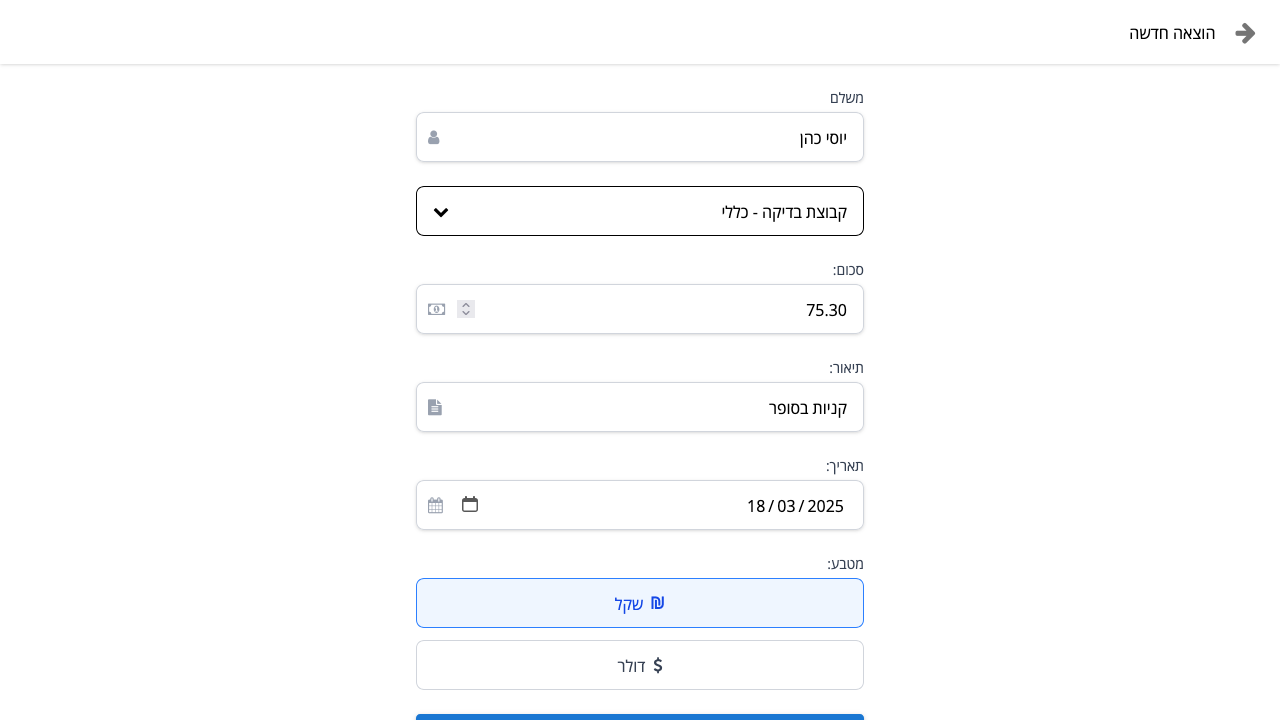 הוצאה חדשה
משלם
יוסי כהן
קבוצת בדיקה - כללי
סכום:
75.30
תיאור:
קניות בסופר
תאריך:
18/03/2025
מטבע:
₪ שקל
$ דולר